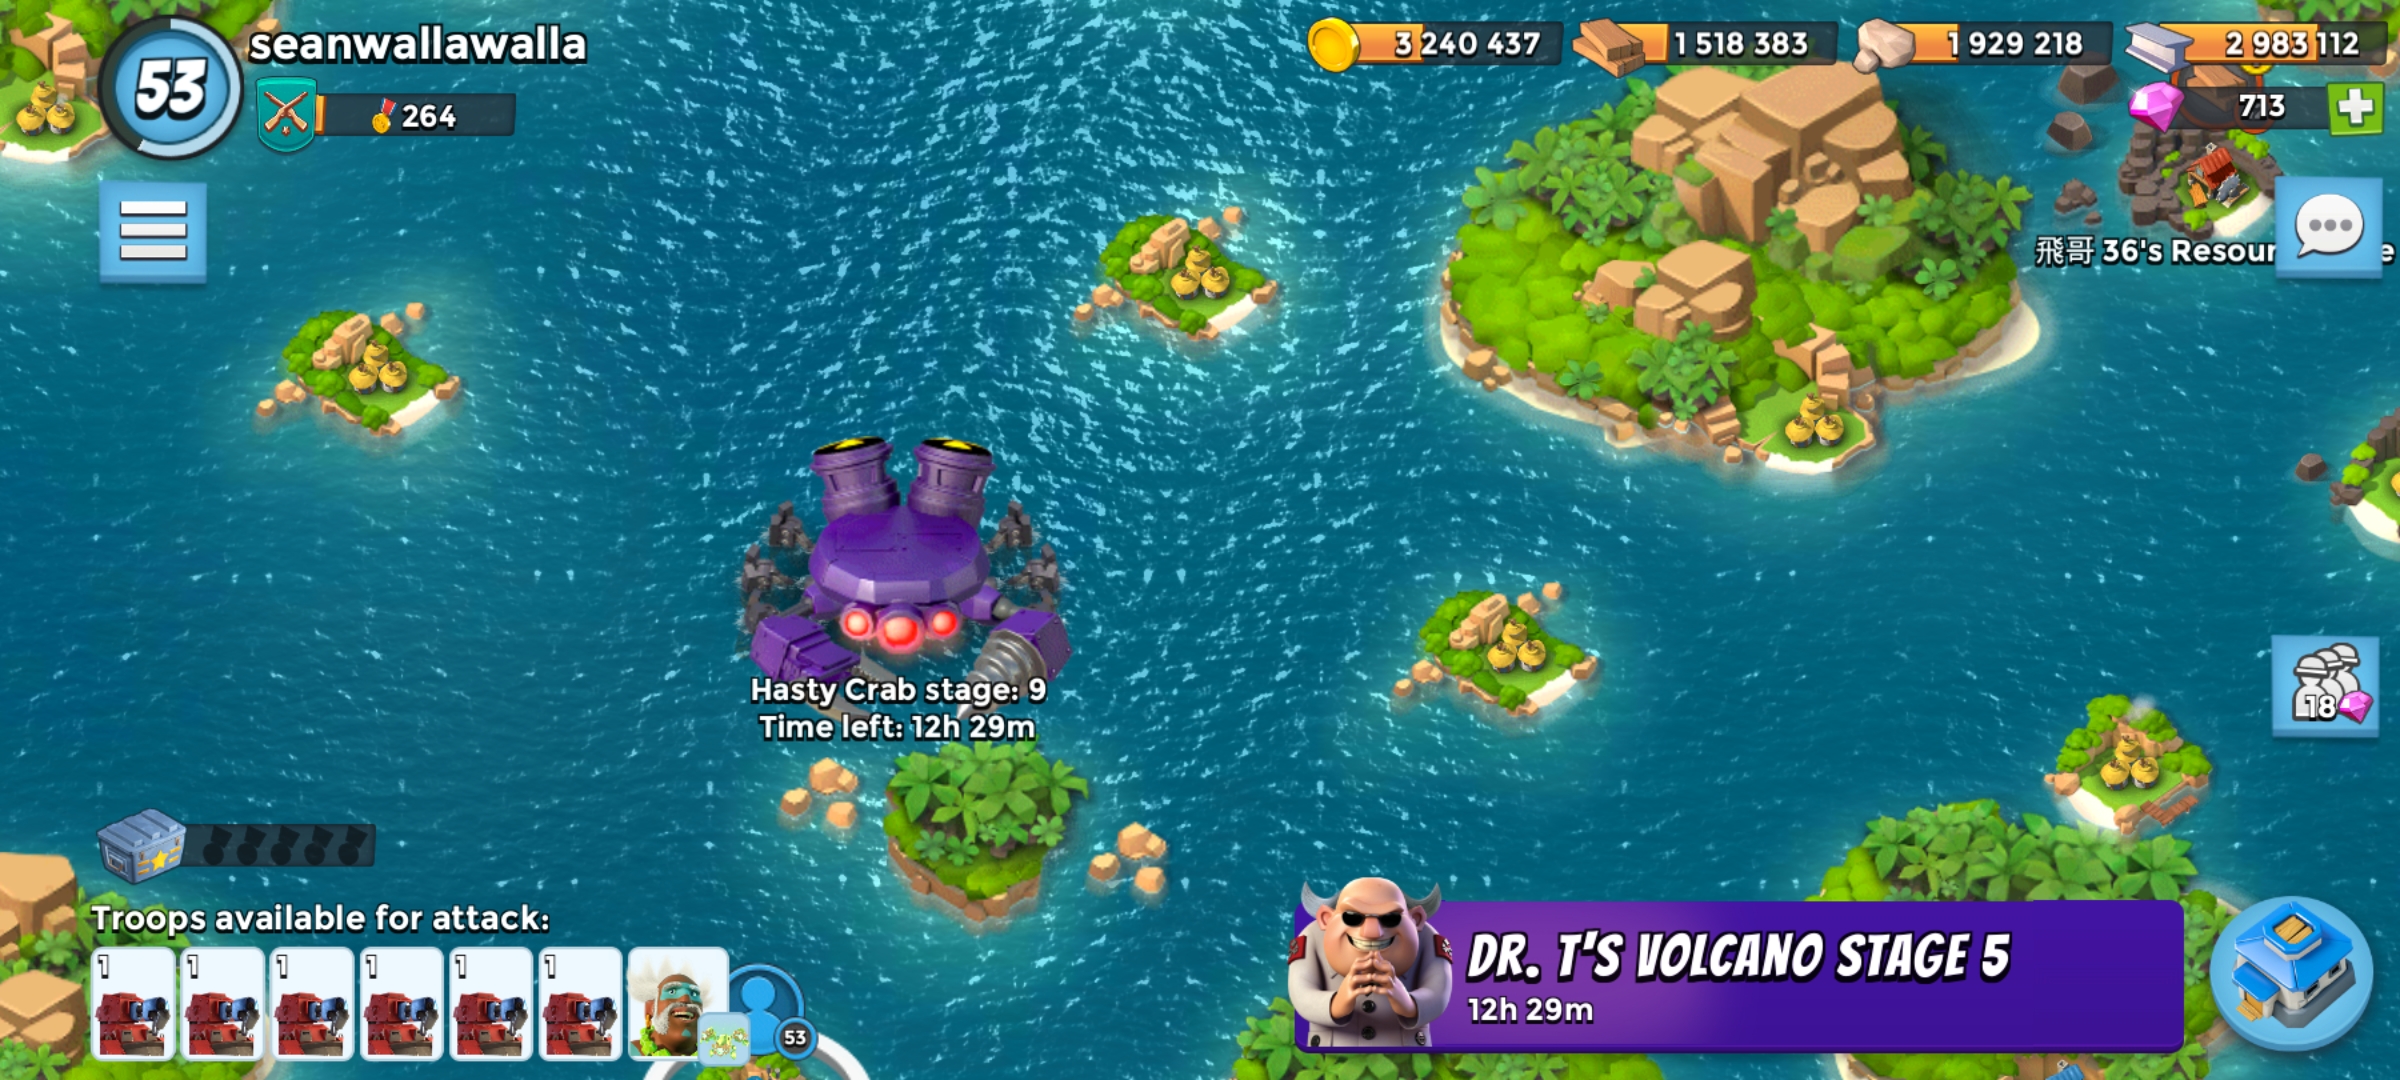 53
seanwallawalla
264
3 240 437
1 518 383
1 929 218
2 983 112
713
飛哥 36's Resour
Hasty Crab stage: 9
Time left: 12h 29m
18
Troops available for attack:
1 1 1 1 1 1
53
DR. T'S VOLCANO STAGE 5
12h 29m